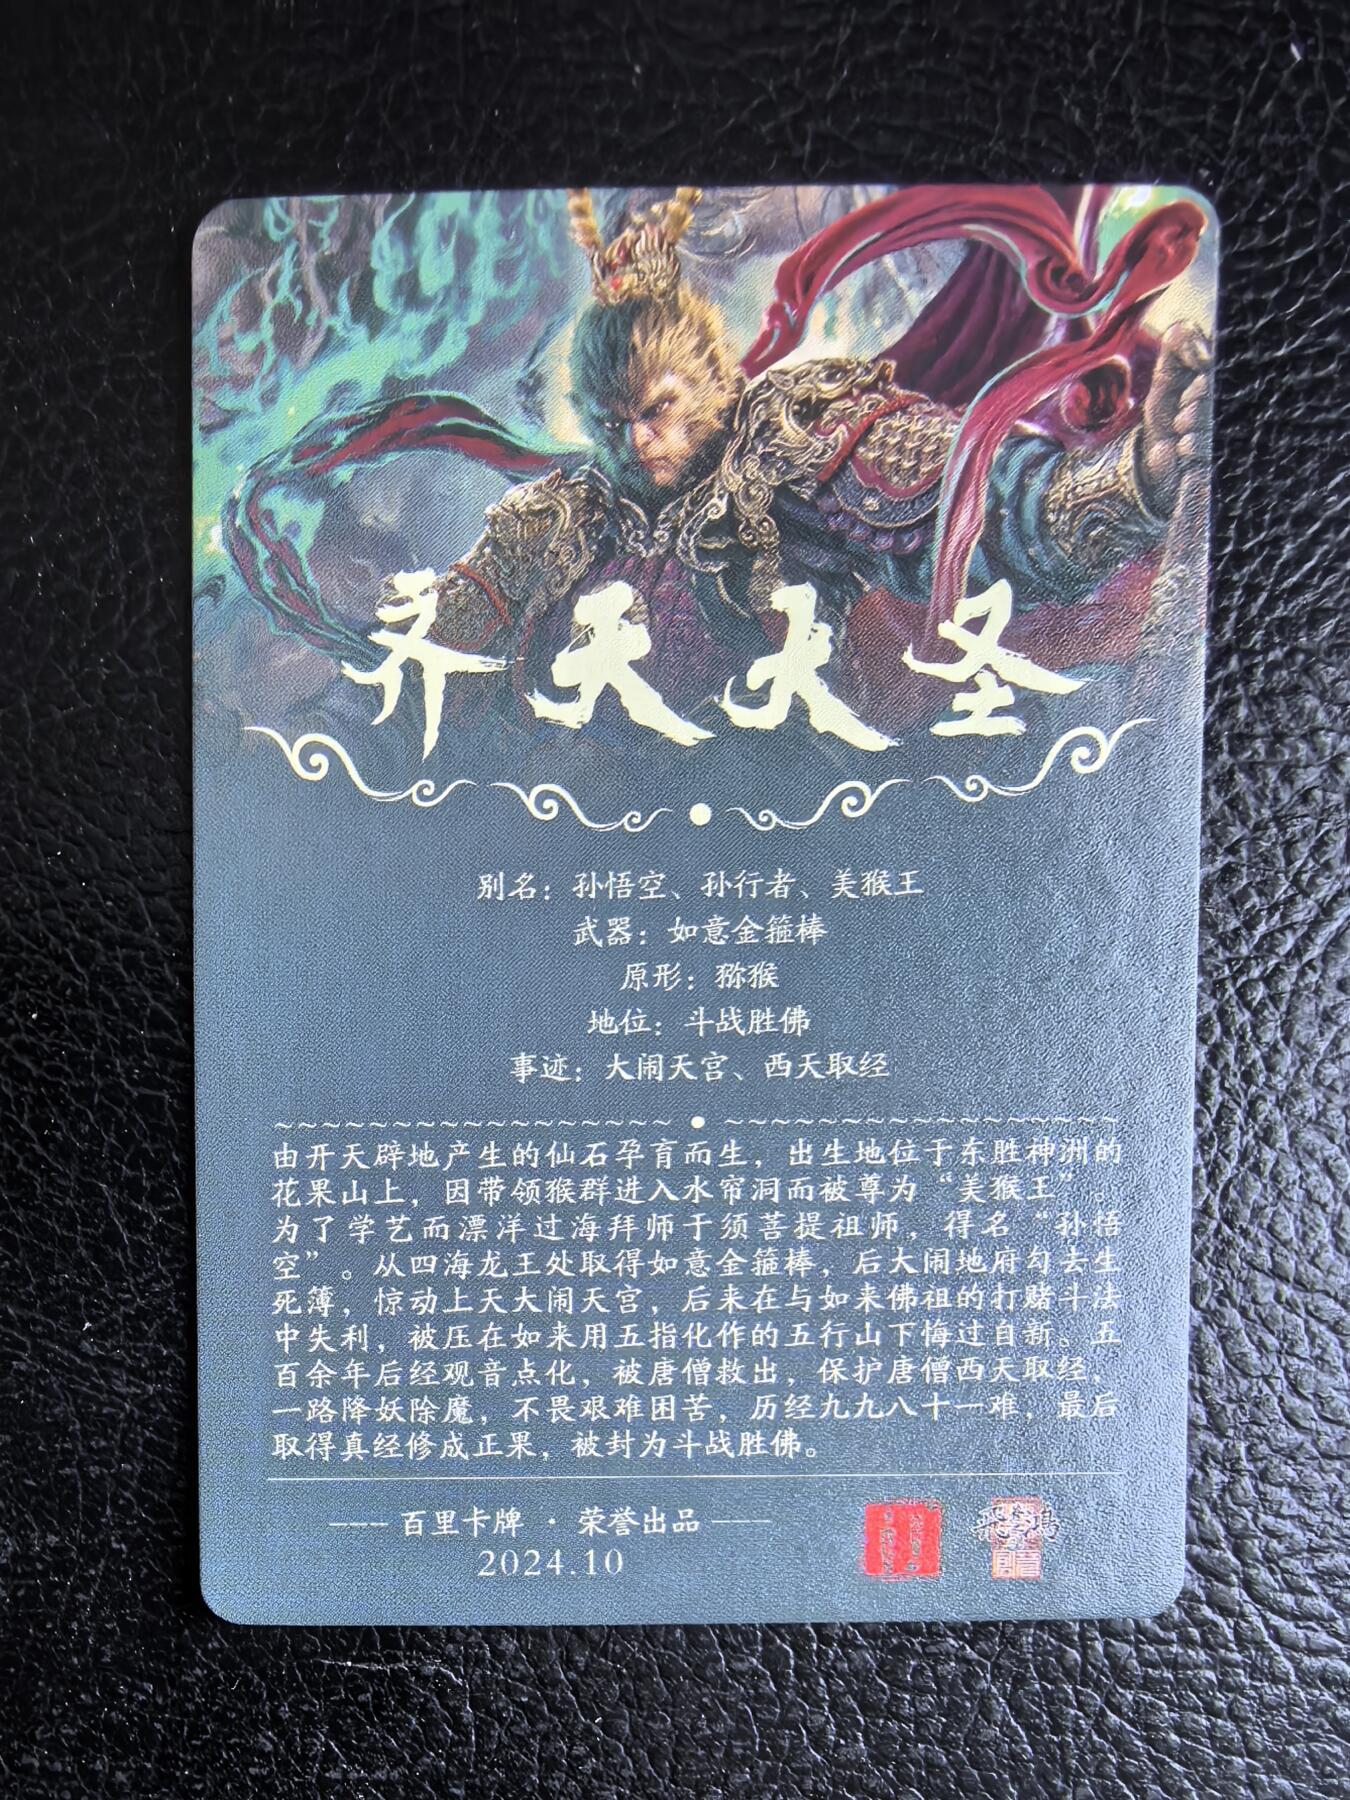 齐天大圣
别名：孙悟空、孙行者、美猴王
武器：如意金箍棒
原形：猕猴
地位：斗战胜佛
事迹：大闹天宫、西天取经
由开天辟地产生的仙石孕育而生，出生地位于东胜神洲的
花果山上，因带领猴群进入水帘洞而被尊为“美猴王”。
为了学艺而漂洋过海拜师于须菩提祖师，得名“孙悟
空”。从四海龙王处取得如意金箍棒，后大闹地府勾去生
死簿，惊动上天大闹天宫，后来在与如来佛祖的打赌斗法
中失利，被压在如来用五指化作的五行山下悔过自新。五
百余年后经观音点化，被唐僧救出，保护唐僧西天取经，
一路降妖除魔，不畏艰难困苦，历经九九八十一难，最后
取得真经修成正果，被封为斗战胜佛。
--- 百里卡牌 · 荣誉出品 ——
2024.10
飛鴻